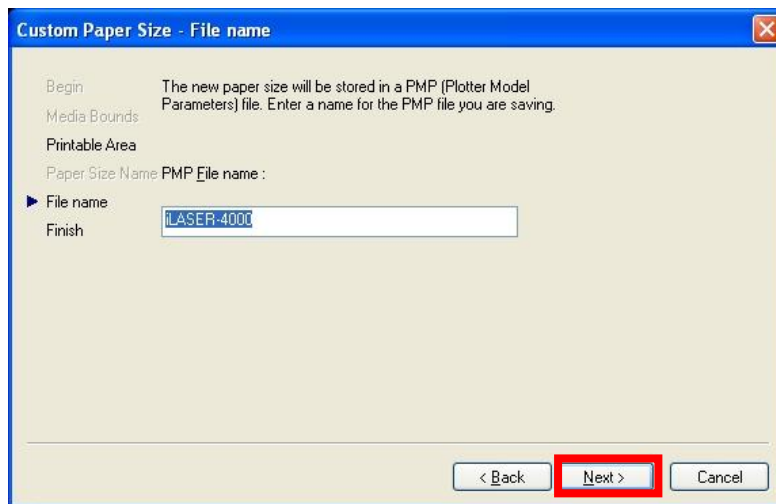 Custom Paper Size - File name
Begin
The new paper size will be stored in a PMP (Plotter Model
Parameters) file. Enter a name for the PMP file you are saving.
Media Bounds
Printable Area
Paper Size Name PMP File name :
File name
iLASER-4000
Finish
< Back Next > Cancel